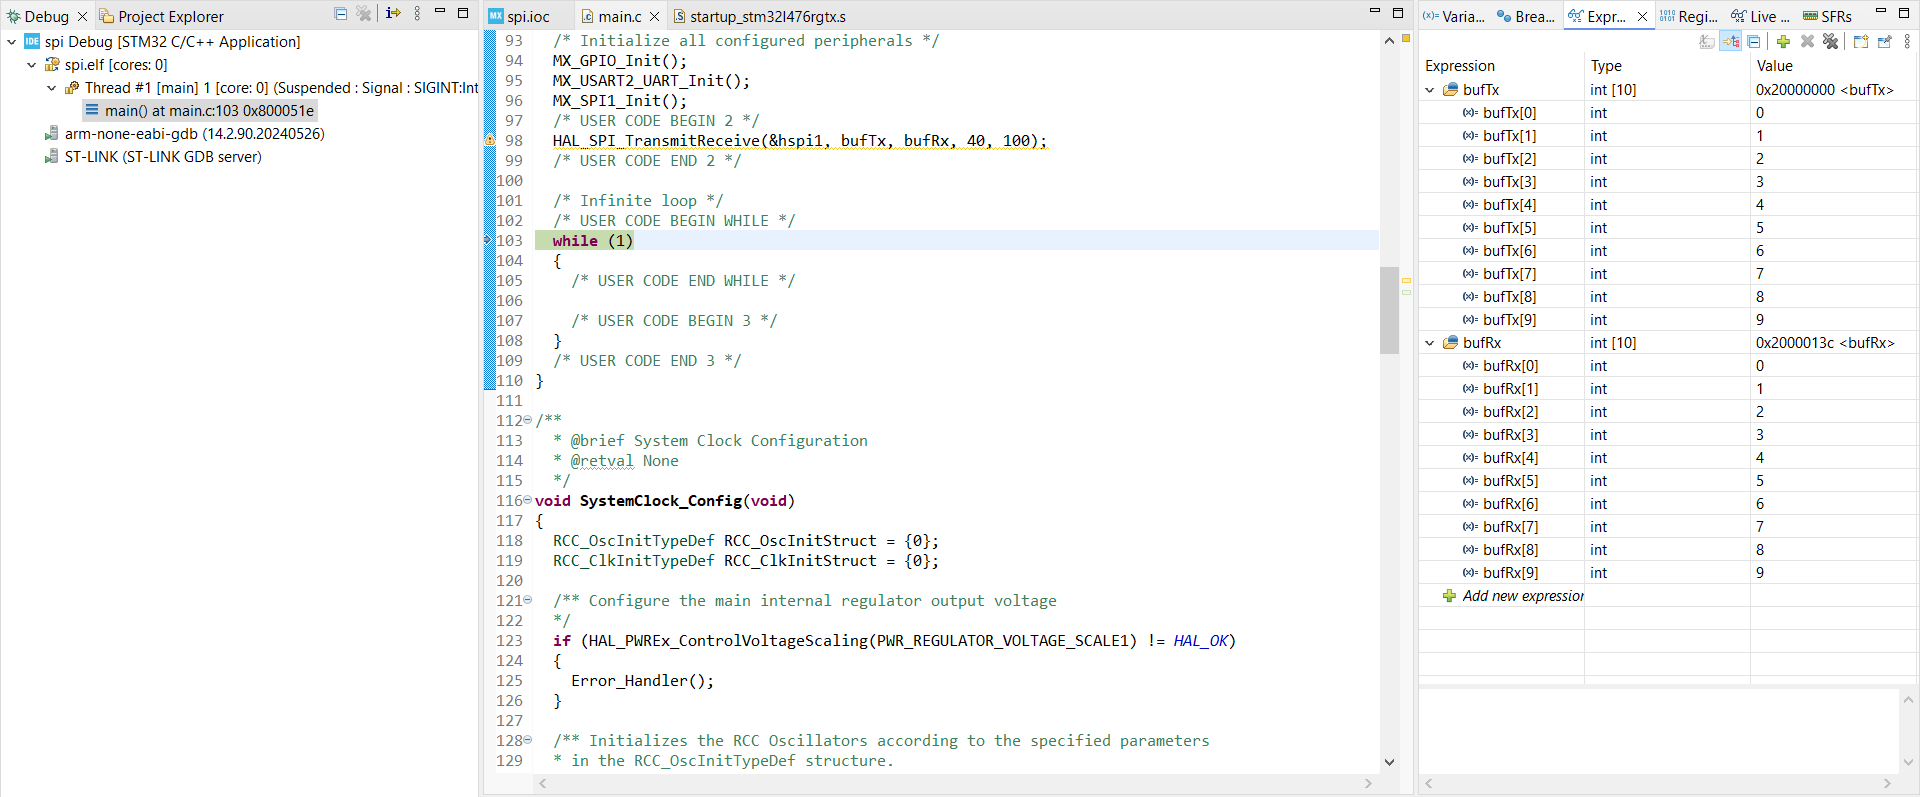 Debug
Project Explorer
spi Debug [STM32 C/C++ Application]
spi.elf [cores: 0]
Thread #1 [main] 1 [core: 0] (Suspended : Signal : SIGINT:Int
main() at main.c:103 0x800051e
arm-none-eabi-gdb (14.2.90.20240526)
ST-LINK (ST-LINK GDB server)
MX spi.ioc
main.c
startup_stm32l476rgtx.s
93 /* Initialize all configured peripherals */
94 MX_GPIO_Init();
95 MX_USART2_UART_Init();
96 MX_SPI1_Init();
97 /* USER CODE BEGIN 2 */
98 HAL_SPI_TransmitReceive(&hspi1, bufTx, bufRx, 40, 100);
99 /* USER CODE END 2 */
100
101 /* Infinite loop */
102 /* USER CODE BEGIN WHILE */
103 while (1)
104 {
105 /* USER CODE END WHILE */
106
107 /* USER CODE BEGIN 3 */
108 }
109 /* USER CODE END 3 */
110 }
111
112 /**
113 * @brief System Clock Configuration
114 * @retval None
115 */
116 void SystemClock_Config(void)
117 {
118 RCC_OscInitTypeDef RCC_OscInitStruct = {0};
119 RCC_ClkInitTypeDef RCC_ClkInitStruct = {0};
120
121 /** Configure the main internal regulator output voltage
122 */
123 if (HAL_PWREx_ControlVoltageScaling(PWR_REGULATOR_VOLTAGE_SCALE1) != HAL_OK)
124 {
125 Error_Handler();
126 }
127
128 /** Initializes the RCC Oscillators according to the specified parameters
129 * in the RCC_OscInitTypeDef structure.
(x)= Varia...
Brea...
Expr...
Regi...
Live ...
SFRs
Expression Type Value
bufTx int [10] 0x20000000 <bufTx>
(x)= bufTx[0] int 0
(x)= bufTx[1] int 1
(x)= bufTx[2] int 2
(x)= bufTx[3] int 3
(x)= bufTx[4] int 4
(x)= bufTx[5] int 5
(x)= bufTx[6] int 6
(x)= bufTx[7] int 7
(x)= bufTx[8] int 8
(x)= bufTx[9] int 9
bufRx int [10] 0x2000013c <bufRx>
(x)= bufRx[0] int 0
(x)= bufRx[1] int 1
(x)= bufRx[2] int 2
(x)= bufRx[3] int 3
(x)= bufRx[4] int 4
(x)= bufRx[5] int 5
(x)= bufRx[6] int 6
(x)= bufRx[7] int 7
(x)= bufRx[8] int 8
(x)= bufRx[9] int 9
Add new expression